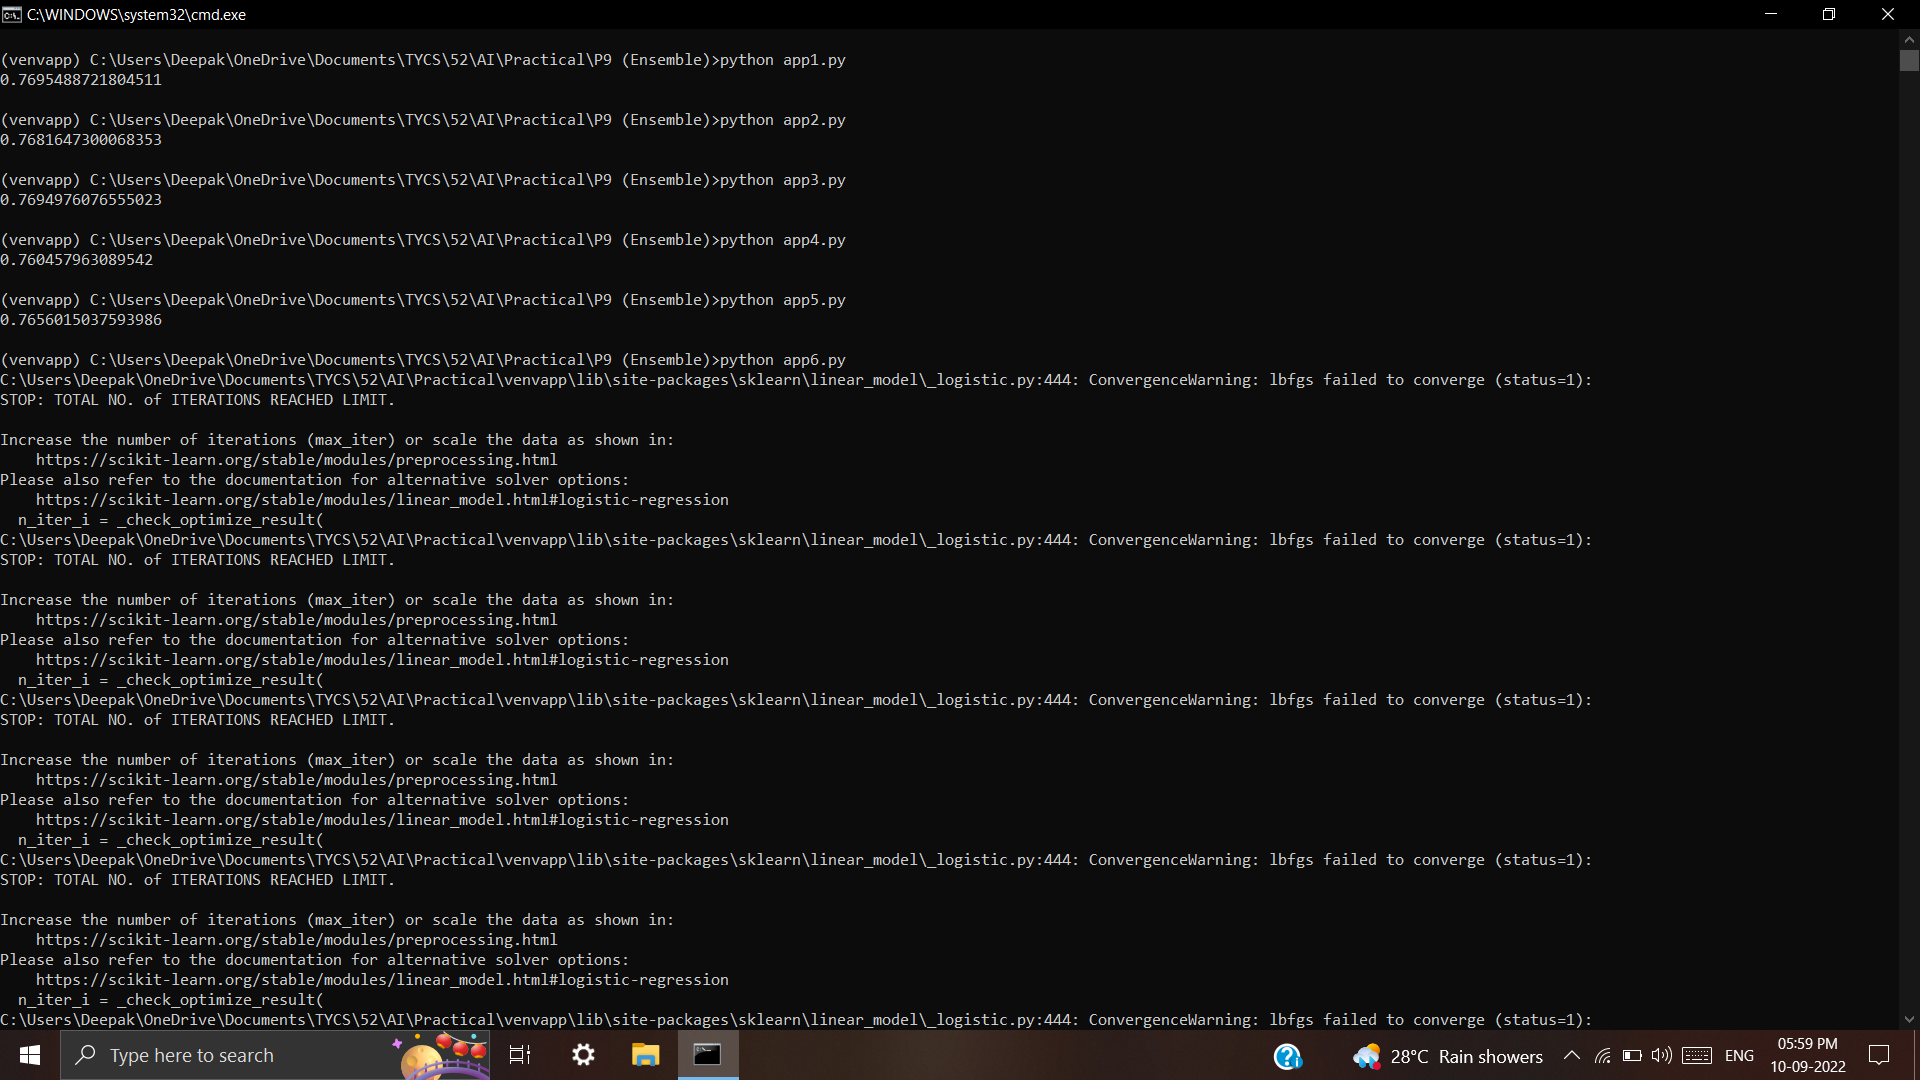 C:\WINDOWS\system32\cmd.exe
(venvapp) C:\Users\Deepak\OneDrive\Documents\TYCS\52\AI\Practical\P9 (Ensemble)>python app1.py
0.7695488721804511
(venvapp) C:\Users\Deepak\OneDrive\Documents\TYCS\52\AI\Practical\P9 (Ensemble)>python app2.py
0.7681647300068353
(venvapp) C:\Users\Deepak\OneDrive\Documents\TYCS\52\AI\Practical\P9 (Ensemble)>python app3.py
0.7694976076555023
(venvapp) C:\Users\Deepak\OneDrive\Documents\TYCS\52\AI\Practical\P9 (Ensemble)>python app4.py
0.760457963089542
(venvapp) C:\Users\Deepak\OneDrive\Documents\TYCS\52\AI\Practical\P9 (Ensemble)>python app5.py
0.7656015037593986
(venvapp) C:\Users\Deepak\OneDrive\Documents\TYCS\52\AI\Practical\P9 (Ensemble)>python app6.py
C:\Users\Deepak\OneDrive\Documents\TYCS\52\AI\Practical\venvapp\lib\site-packages\sklearn\linear_model\_logistic.py:444: ConvergenceWarning: lbfgs failed to converge (status=1):
STOP: TOTAL NO. of ITERATIONS REACHED LIMIT.
Increase the number of iterations (max_iter) or scale the data as shown in:
    https://scikit-learn.org/stable/modules/preprocessing.html
Please also refer to the documentation for alternative solver options:
    https://scikit-learn.org/stable/modules/linear_model.html#logistic-regression
  n_iter_i = _check_optimize_result(
C:\Users\Deepak\OneDrive\Documents\TYCS\52\AI\Practical\venvapp\lib\site-packages\sklearn\linear_model\_logistic.py:444: ConvergenceWarning: lbfgs failed to converge (status=1):
STOP: TOTAL NO. of ITERATIONS REACHED LIMIT.
Increase the number of iterations (max_iter) or scale the data as shown in:
    https://scikit-learn.org/stable/modules/preprocessing.html
Please also refer to the documentation for alternative solver options:
    https://scikit-learn.org/stable/modules/linear_model.html#logistic-regression
  n_iter_i = _check_optimize_result(
C:\Users\Deepak\OneDrive\Documents\TYCS\52\AI\Practical\venvapp\lib\site-packages\sklearn\linear_model\_logistic.py:444: ConvergenceWarning: lbfgs failed to converge (status=1):
STOP: TOTAL NO. of ITERATIONS REACHED LIMIT.
Increase the number of iterations (max_iter) or scale the data as shown in:
    https://scikit-learn.org/stable/modules/preprocessing.html
Please also refer to the documentation for alternative solver options:
    https://scikit-learn.org/stable/modules/linear_model.html#logistic-regression
  n_iter_i = _check_optimize_result(
C:\Users\Deepak\OneDrive\Documents\TYCS\52\AI\Practical\venvapp\lib\site-packages\sklearn\linear_model\_logistic.py:444: ConvergenceWarning: lbfgs failed to converge (status=1):
STOP: TOTAL NO. of ITERATIONS REACHED LIMIT.
Increase the number of iterations (max_iter) or scale the data as shown in:
    https://scikit-learn.org/stable/modules/preprocessing.html
Please also refer to the documentation for alternative solver options:
    https://scikit-learn.org/stable/modules/linear_model.html#logistic-regression
  n_iter_i = _check_optimize_result(
C:\Users\Deepak\OneDrive\Documents\TYCS\52\AI\Practical\venvapp\lib\site-packages\sklearn\linear_model\_logistic.py:444: ConvergenceWarning: lbfgs failed to converge (status=1):
Type here to search
28°C Rain showers
ENG
05:59 PM
10-09-2022